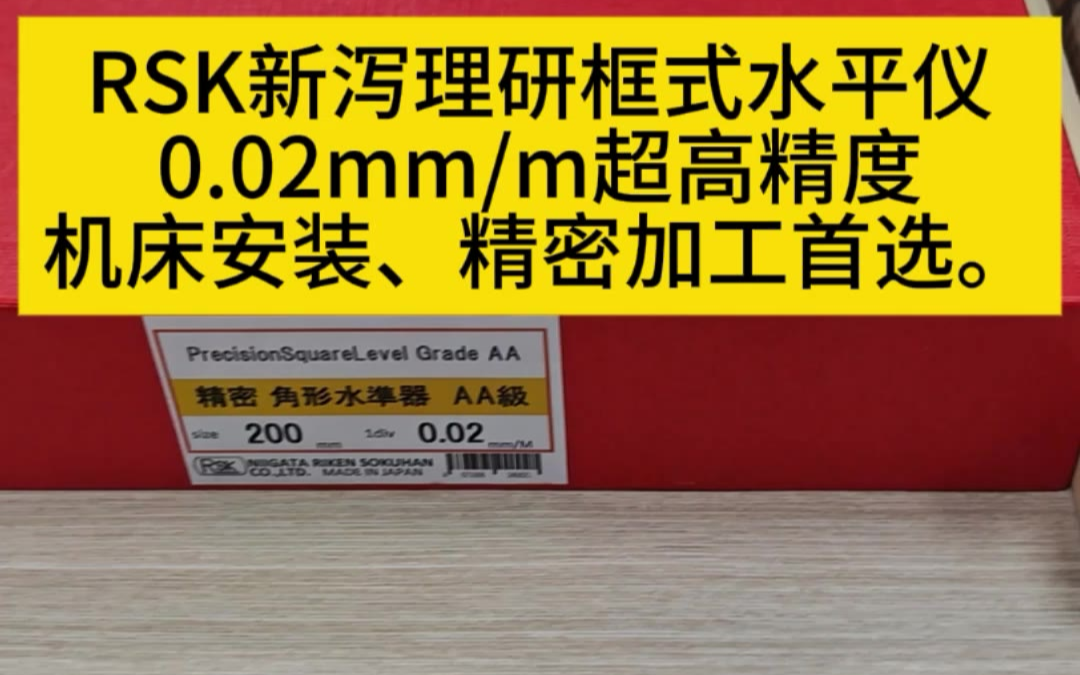 RSK新泻理研框式水平仪
0.02mm/m超高精度
机床安装、精密加工首选。
PrecisionSquareLevel Grade AA
精密 角形水準器 AA級
size 200 mm 1div 0.02 mm/M
RSK NIIGATA RIKEN SOKUHAN
CO.,LTD. MADE IN JAPAN